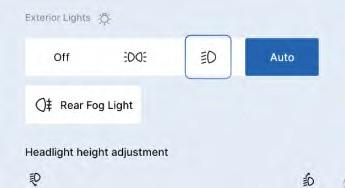 Exterior Lights
Off
Auto
Rear Fog Light
Headlight height adjustment